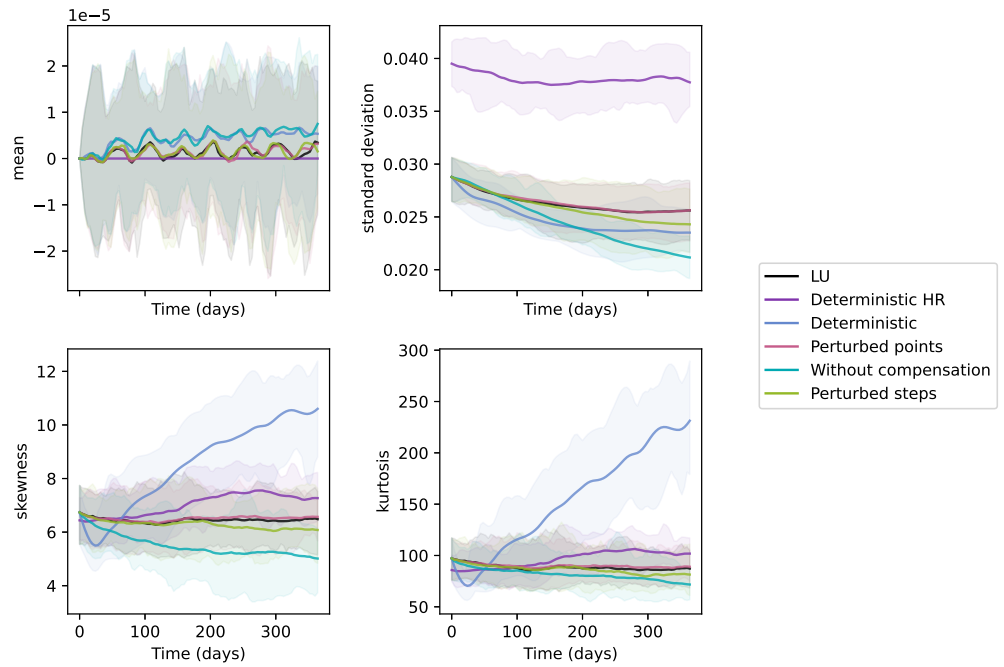 1e−5
mean
2
1
0
−1
−2
Time (days)
standard deviation
0.040
0.035
0.030
0.025
0.020
Time (days)
LU
Deterministic HR
Deterministic
Perturbed points
Without compensation
Perturbed steps
skewness
12
10
8
6
4
0 100 200 300
Time (days)
kurtosis
300
250
200
150
100
50
0 100 200 300
Time (days)